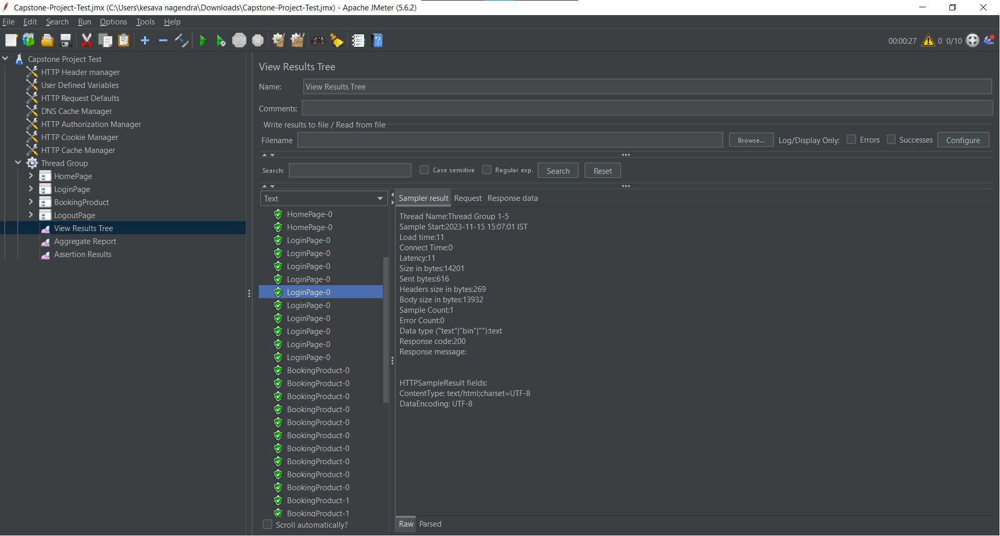 Capstone-Project-Test.jmx (C:\Users\kesava nagendra\Downloads\Capstone-Project-Test.jmx) - Apache JMeter (5.6.2)
File Edit Search Run Options Tools Help
STOP
00:00:27 0 0/10
Capstone Project Test
HTTP Header manager
User Defined Variables
HTTP Request Defaults
DNS Cache Manager
HTTP Authorization Manager
HTTP Cookie Manager
HTTP Cache Manager
Thread Group
HomePage
LoginPage
BookingProduct
LogoutPage
View Results Tree
Aggregate Report
Assertion Results
View Results Tree
Name: View Results Tree
Comments:
Write results to file / Read from file
Filename Browse... Log/Display Only: Errors Successes Configure
Search: Case sensitive Regular exp. Search Reset
Text
HomePage-0
HomePage-0
LoginPage-0
LoginPage-0
LoginPage-0
LoginPage-0
LoginPage-0
LoginPage-0
LoginPage-0
LoginPage-0
LoginPage-0
LoginPage-0
BookingProduct-0
BookingProduct-0
BookingProduct-0
BookingProduct-0
BookingProduct-0
BookingProduct-0
BookingProduct-0
BookingProduct-0
BookingProduct-0
BookingProduct-0
BookingProduct-1
BookingProduct-1
Scroll automatically?
Sampler result Request Response data
Thread Name:Thread Group 1-5
Sample Start:2023-11-15 15:07:01 IST
Load time:11
Connect Time:0
Latency:11
Size in bytes:14201
Sent bytes:616
Headers size in bytes:269
Body size in bytes:13932
Sample Count:1
Error Count:0
Data type ("text"|"bin"|""):text
Response code:200
Response message:
HTTPSampleResult fields:
ContentType: text/html;charset=UTF-8
DataEncoding: UTF-8
Raw Parsed